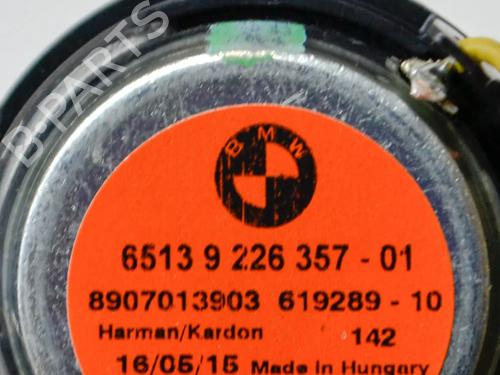 B-PARTS
BMW
6513 9 226 357 - 01
8907013903 619289 - 10
Harman/Kardon 142
16/05/15 Made in Hungary